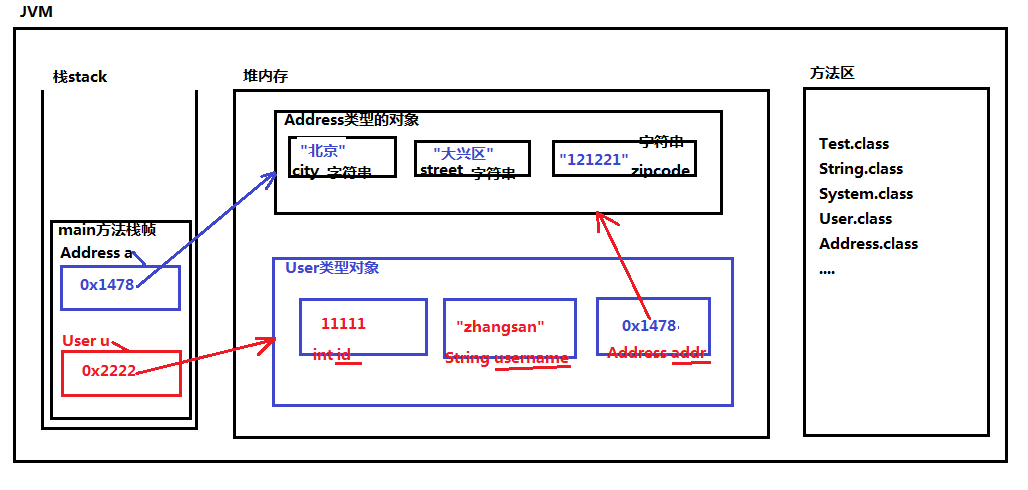 JVM
栈stack
堆内存
方法区
Address类型的对象
"北京"
city 字符串
"大兴区"
street 字符串
字符串
"121221"
zipcode
main方法栈帧
Address a
0x1478
User u
0x2222
User类型对象
11111
int id
"zhangsan"
String username
0x1478
Address addr
Test.class
String.class
System.class
User.class
Address.class
....